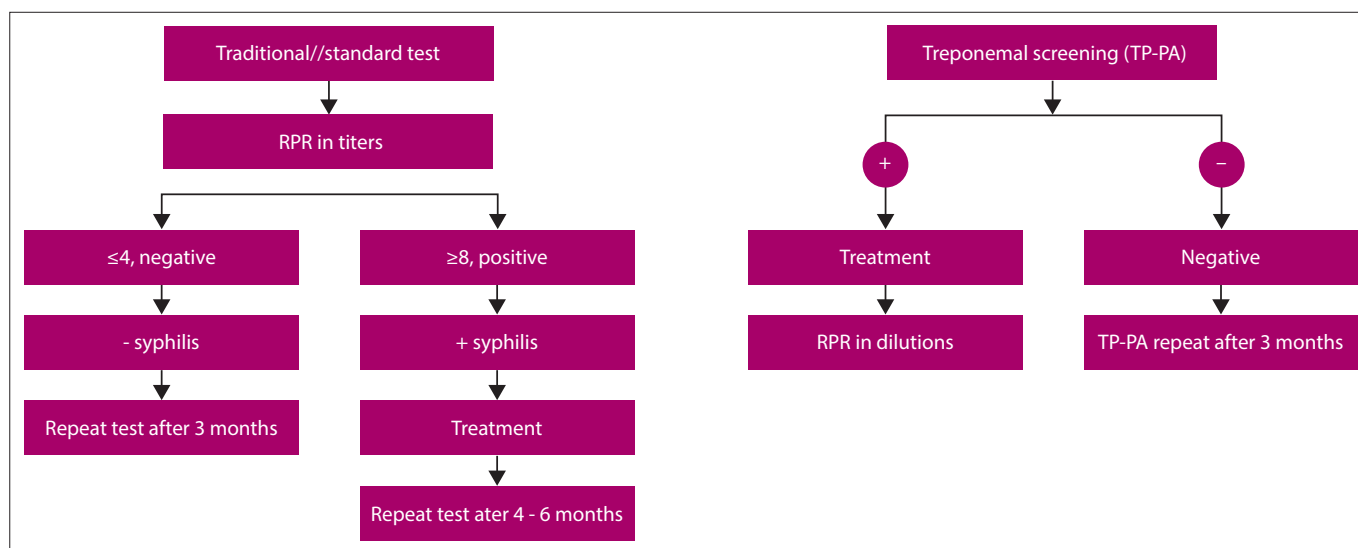 Traditional//standard test
RPR in titers
≤4, negative
≥8, positive
- syphilis
+ syphilis
Repeat test after 3 months
Treatment
Repeat test ater 4 - 6 months
Treponemal screening (TP-PA)
+
–
Treatment
Negative
RPR in dilutions
TP-PA repeat after 3 months